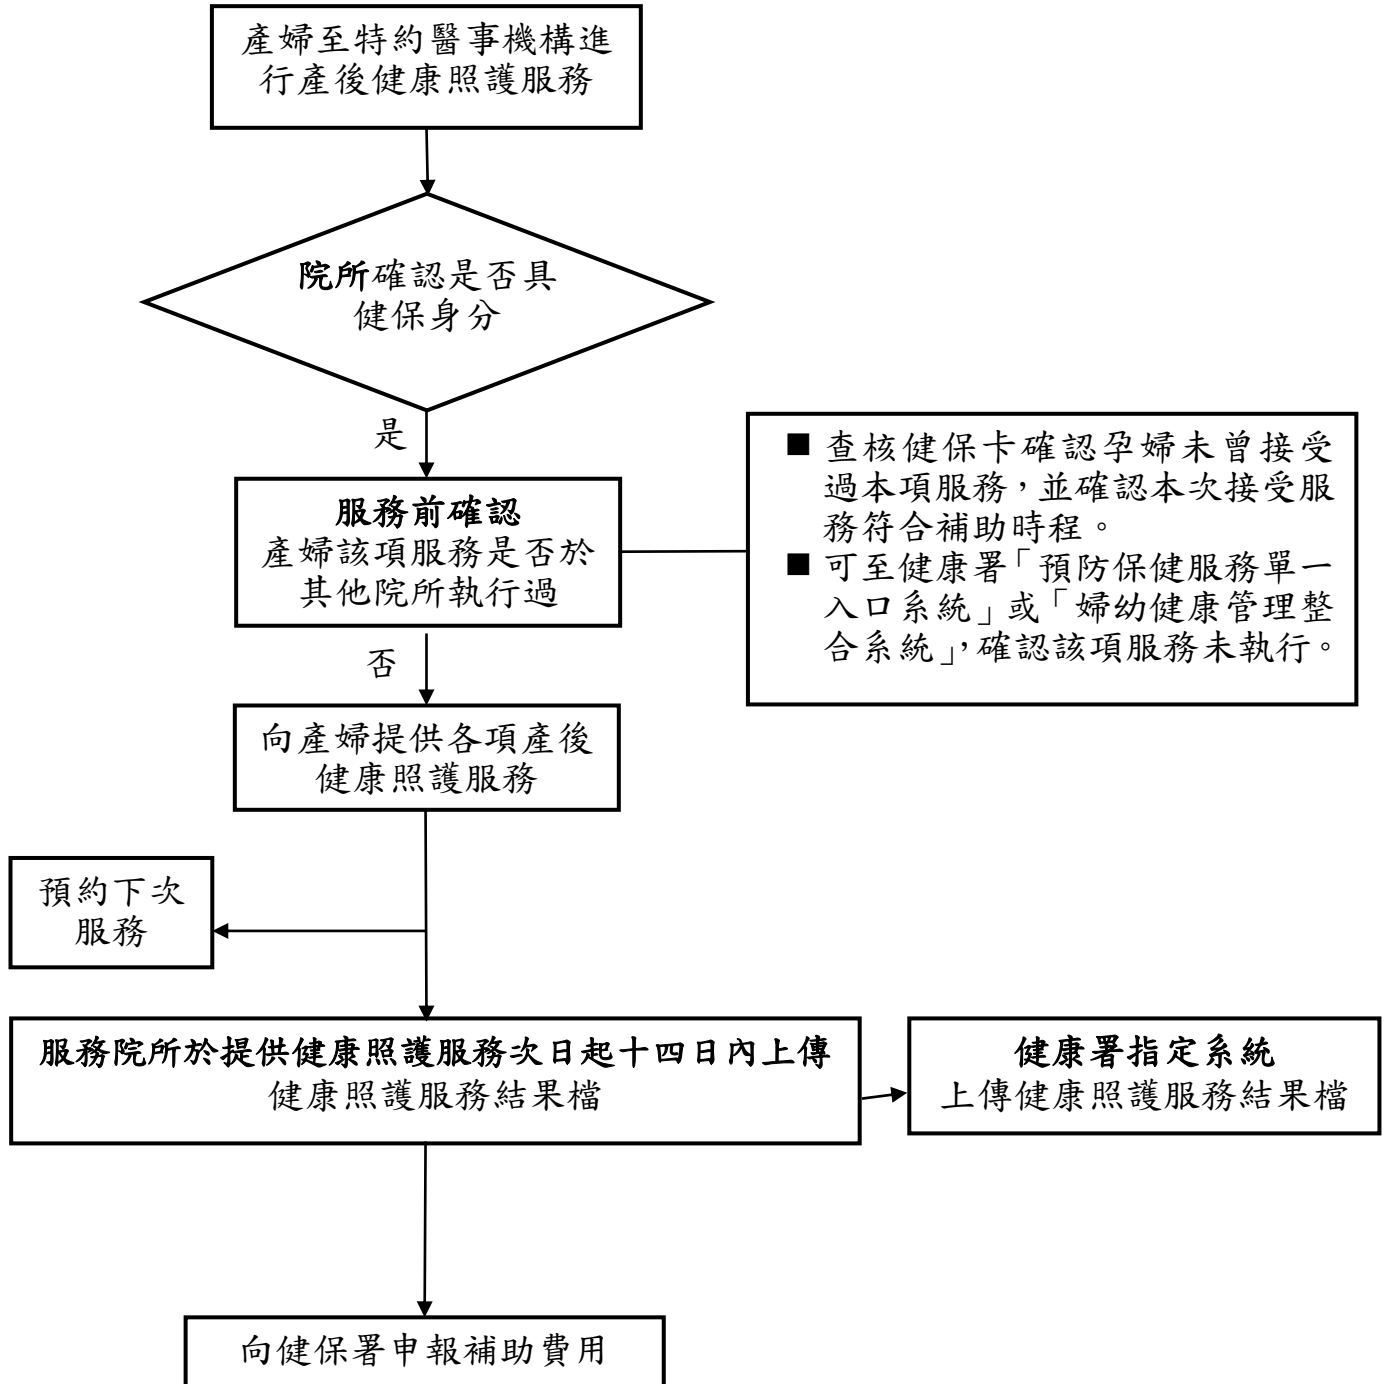 產婦至特約醫事機構進
行產後健康照護服務
院所確認是否具
健保身分
是
服務前確認
產婦該項服務是否於
其他院所執行過
■ 查核健保卡確認孕婦未曾接受
過本項服務，並確認本次接受服
務符合補助時程。
■ 可至健康署「預防保健服務單一
入口系統」或「婦幼健康管理整
合系統」，確認該項服務未執行。
否
向產婦提供各項產後
健康照護服務
預約下次
服務
服務院所於提供健康照護服務次日起十四日內上傳
健康照護服務結果檔
健康署指定系統
上傳健康照護服務結果檔
向健保署申報補助費用